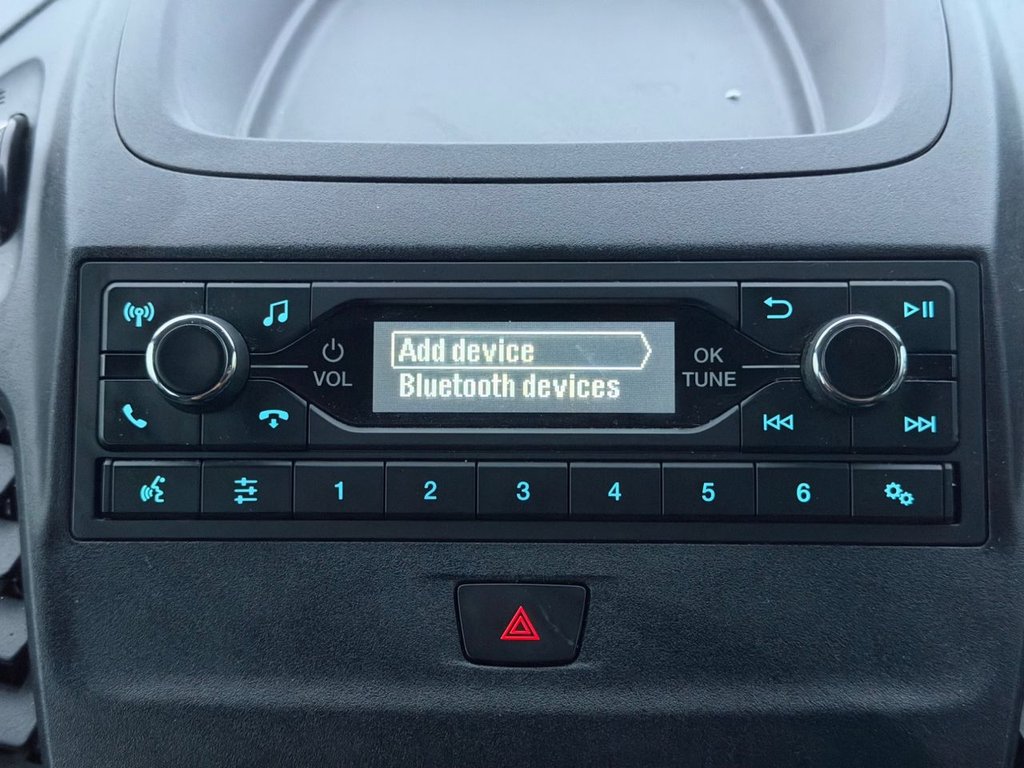 Add device
Bluetooth devices
VOL
OK
TUNE
1 2 3 4 5 6